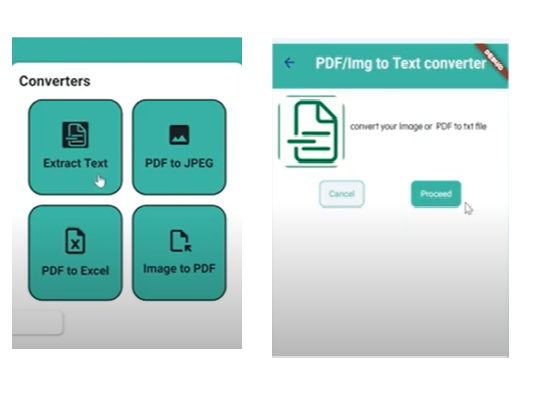 Converters
Extract Text
PDF to JPEG
PDF to Excel
Image to PDF
PDF/Img to Text converter
DEBUG
convert your Image or PDF to txt file
Cancel
Proceed